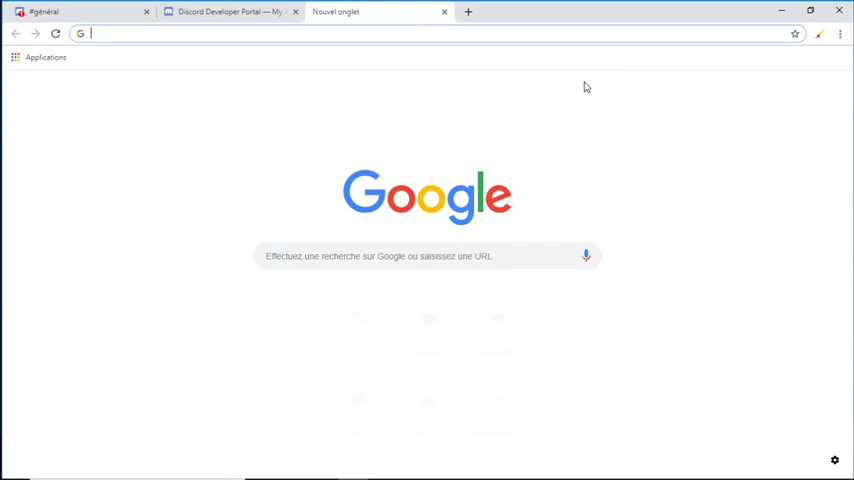 #général
Discord Developer Portal — My A
Nouvel onglet
Applications
Google
Effectuez une recherche sur Google ou saisissez une URL